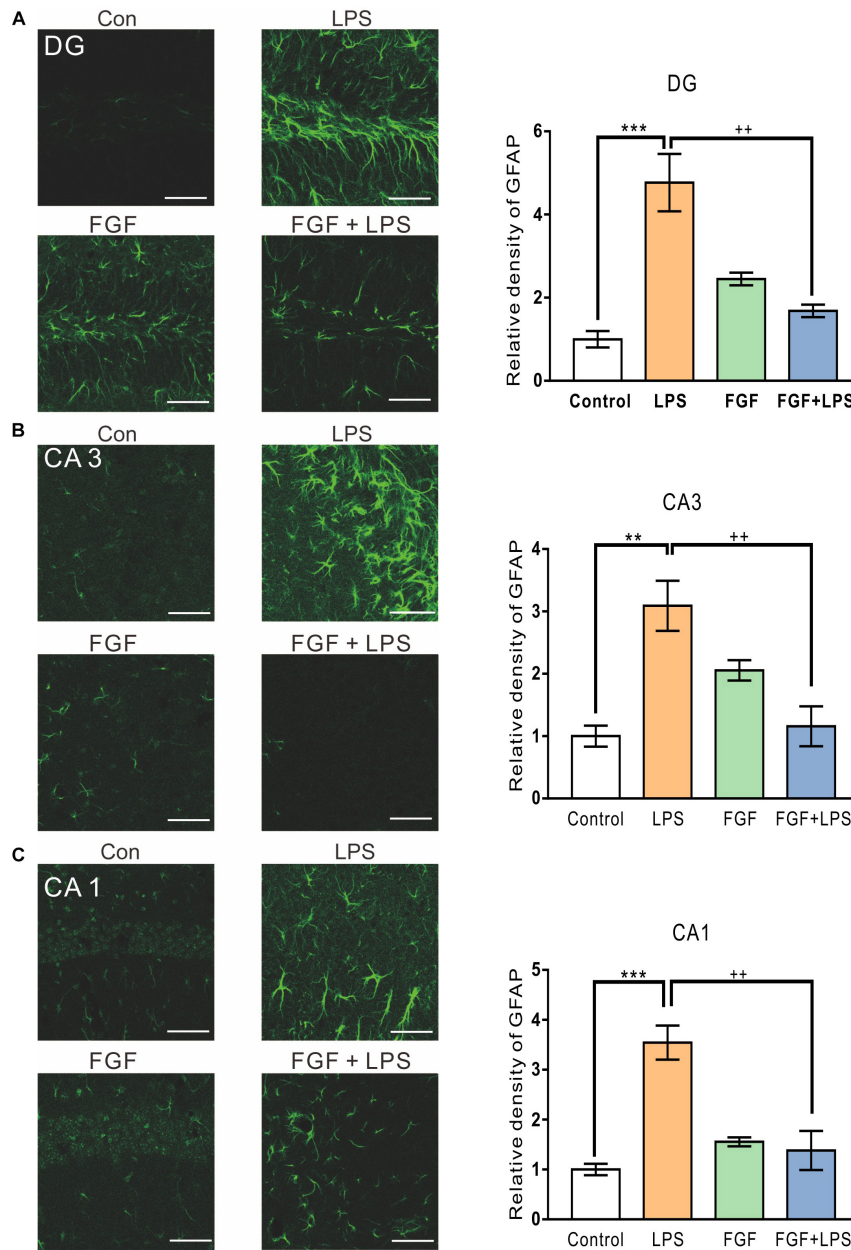 A
Con
LPS
DG
FGF
FGF + LPS
DG
Relative density of GFAP
6
4
2
0
***
++
Control
LPS
FGF
FGF+LPS
B
Con
LPS
CA 3
FGF
FGF + LPS
CA3
Relative density of GFAP
4
3
2
1
0
**
++
Control
LPS
FGF
FGF+LPS
C
Con
LPS
CA 1
FGF
FGF + LPS
CA1
Relative density of GFAP
5
4
3
2
1
0
***
++
Control
LPS
FGF
FGF+LPS